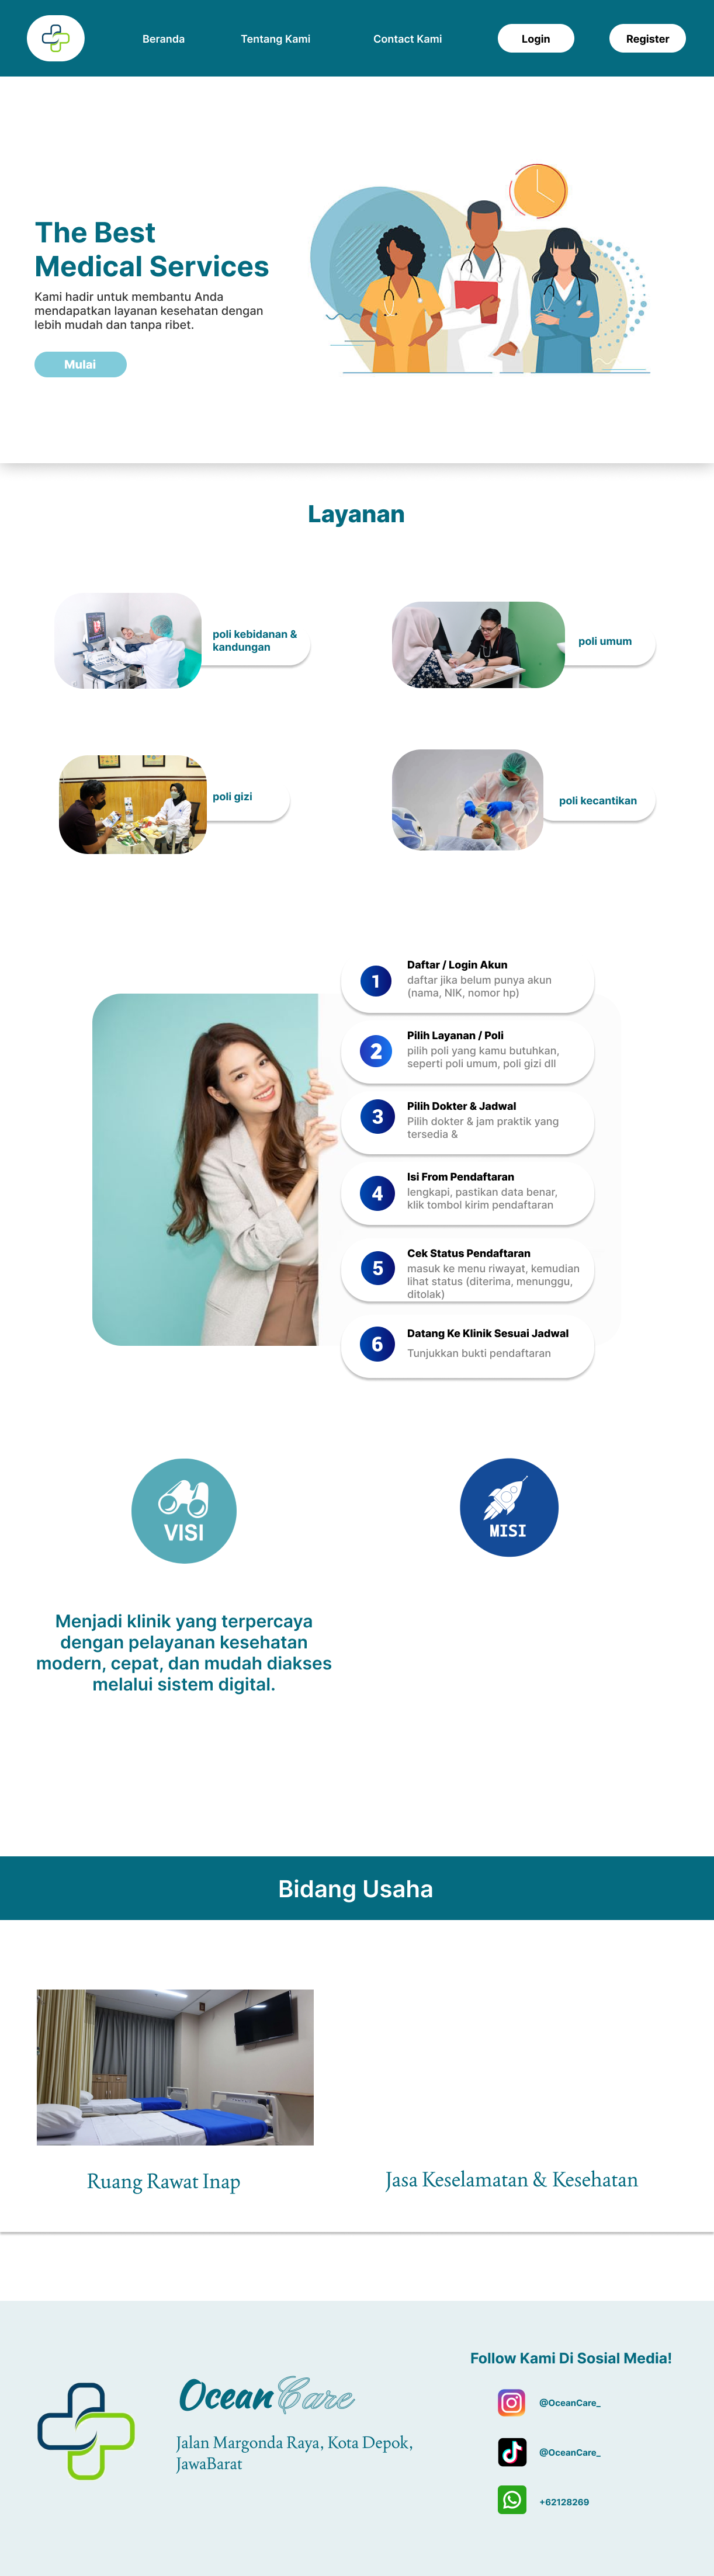 Beranda
Tentang Kami
Contact Kami
Login
Register
The Best
Medical Services
Kami hadir untuk membantu Anda
mendapatkan layanan kesehatan dengan
lebih mudah dan tanpa ribet.
Mulai
Layanan
poli kebidanan &
kandungan
poli umum
poli gizi
poli kecantikan
1
Daftar / Login Akun
daftar jika belum punya akun
(nama, NIK, nomor hp)
2
Pilih Layanan / Poli
pilih poli yang kamu butuhkan,
seperti poli umum, poli gizi dll
3
Pilih Dokter & Jadwal
Pilih dokter & jam praktik yang
tersedia &
4
Isi From Pendaftaran
lengkapi, pastikan data benar,
klik tombol kirim pendaftaran
5
Cek Status Pendaftaran
masuk ke menu riwayat, kemudian
lihat status (diterima, menunggu,
ditolak)
6
Datang Ke Klinik Sesuai Jadwal
Tunjukkan bukti pendaftaran
VISI
MISI
Menjadi klinik yang terpercaya
dengan pelayanan kesehatan
modern, cepat, dan mudah diakses
melalui sistem digital.
Bidang Usaha
Ruang Rawat Inap
Jasa Keselamatan & Kesehatan
Follow Kami Di Sosial Media!
Ocean Care
Jalan Margonda Raya, Kota Depok,
JawaBarat
@OceanCare_
@OceanCare_
+62128269